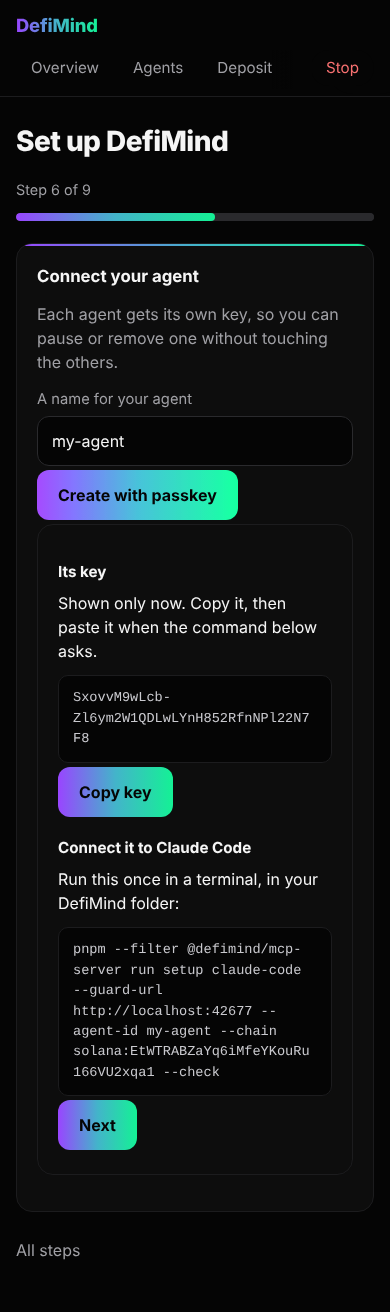 DefiMind
Overview Agents Deposit Stop
Set up DefiMind
Step 6 of 9
Connect your agent
Each agent gets its own key, so you can
pause or remove one without touching
the others.
A name for your agent
my-agent
Create with passkey
Its key
Shown only now. Copy it, then
paste it when the command below
asks.
SxovvM9wLcb-
Zl6ym2W1QDLwLYnH852RfnNPl22N7
F8
Copy key
Connect it to Claude Code
Run this once in a terminal, in your
DefiMind folder:
pnpm --filter @defimind/mcp-
server run setup claude-code
--guard-url
http://localhost:42677 --
agent-id my-agent --chain
solana:EtWTRABZaYq6iMfeYKouRu
166VU2xqa1 --check
Next
All steps